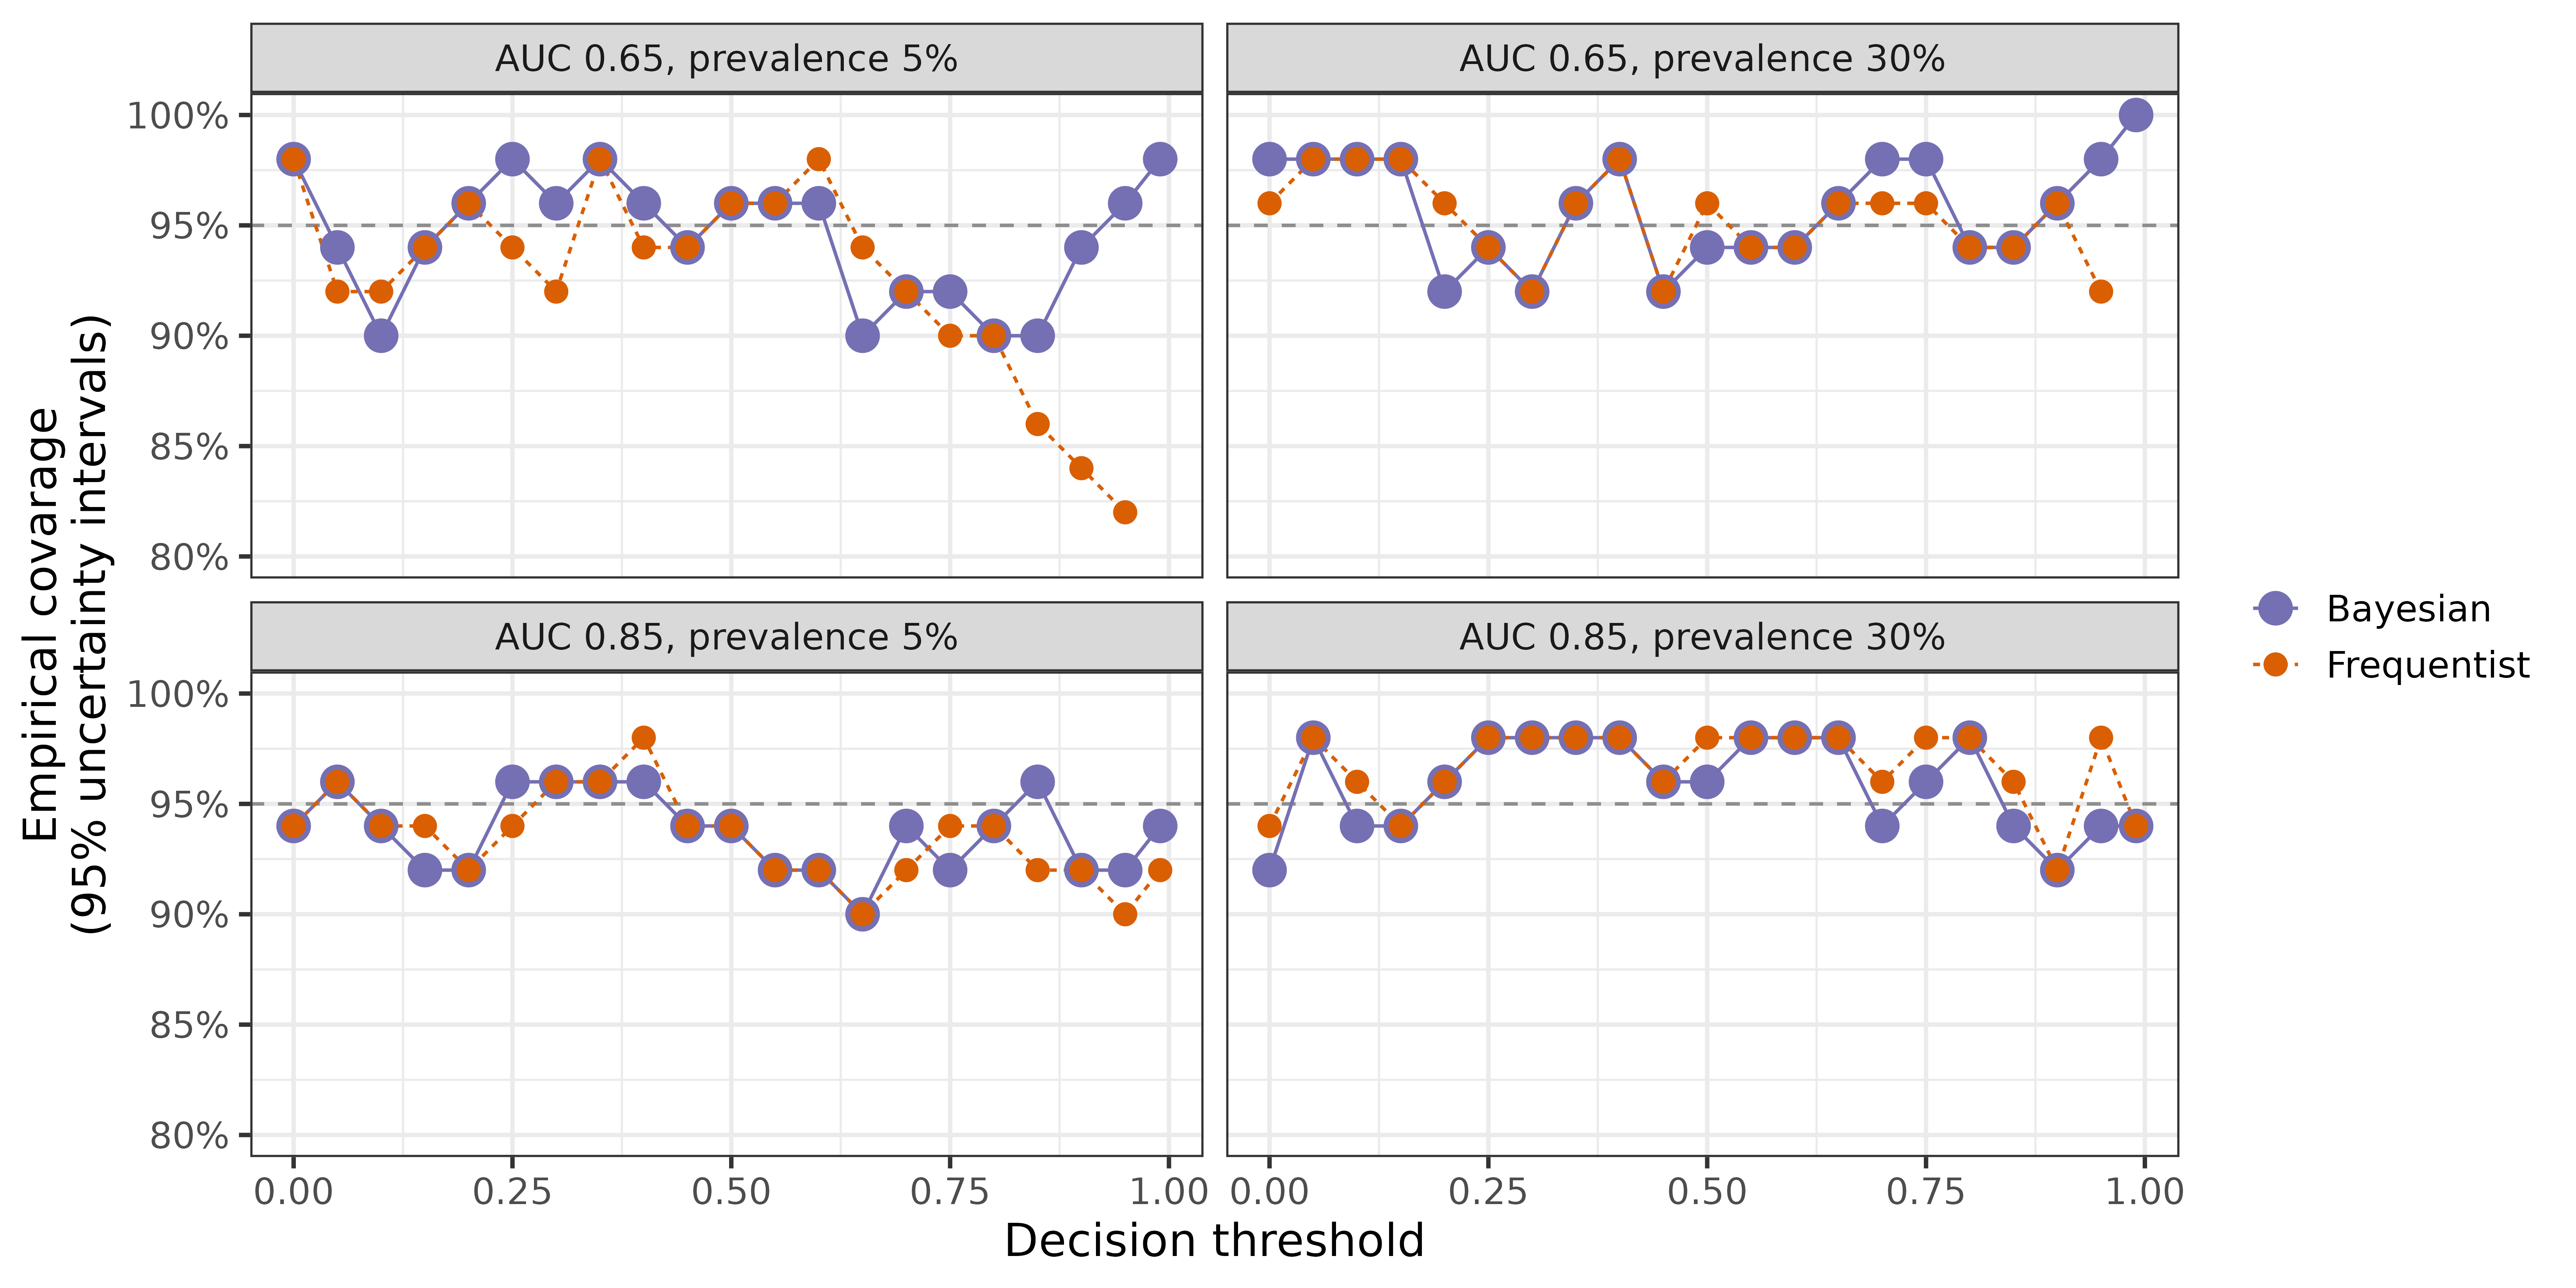 AUC 0.65, prevalence 5%
AUC 0.65, prevalence 30%
100%
95%
90%
85%
80%
AUC 0.85, prevalence 5%
AUC 0.85, prevalence 30%
100%
95%
90%
85%
80%
0.00 0.25 0.50 0.75 1.00
0.00 0.25 0.50 0.75 1.00
Decision threshold
Empirical covarage
(95% uncertainty intervals)
Bayesian
Frequentist